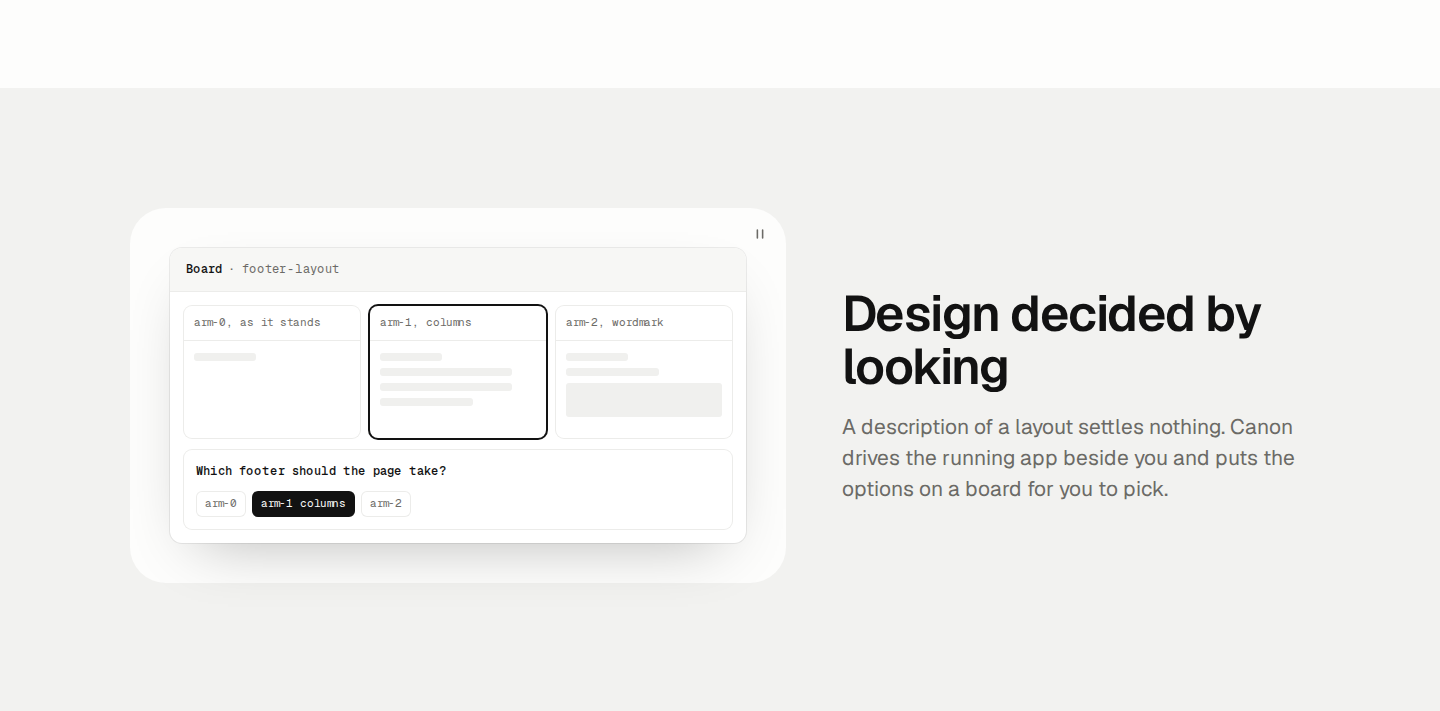 Board · footer-layout
arm-0, as it stands
arm-1, columns
arm-2, wordmark
Which footer should the page take?
arm-0
arm-1 columns
arm-2
Design decided by
looking
A description of a layout settles nothing. Canon
drives the running app beside you and puts the
options on a board for you to pick.